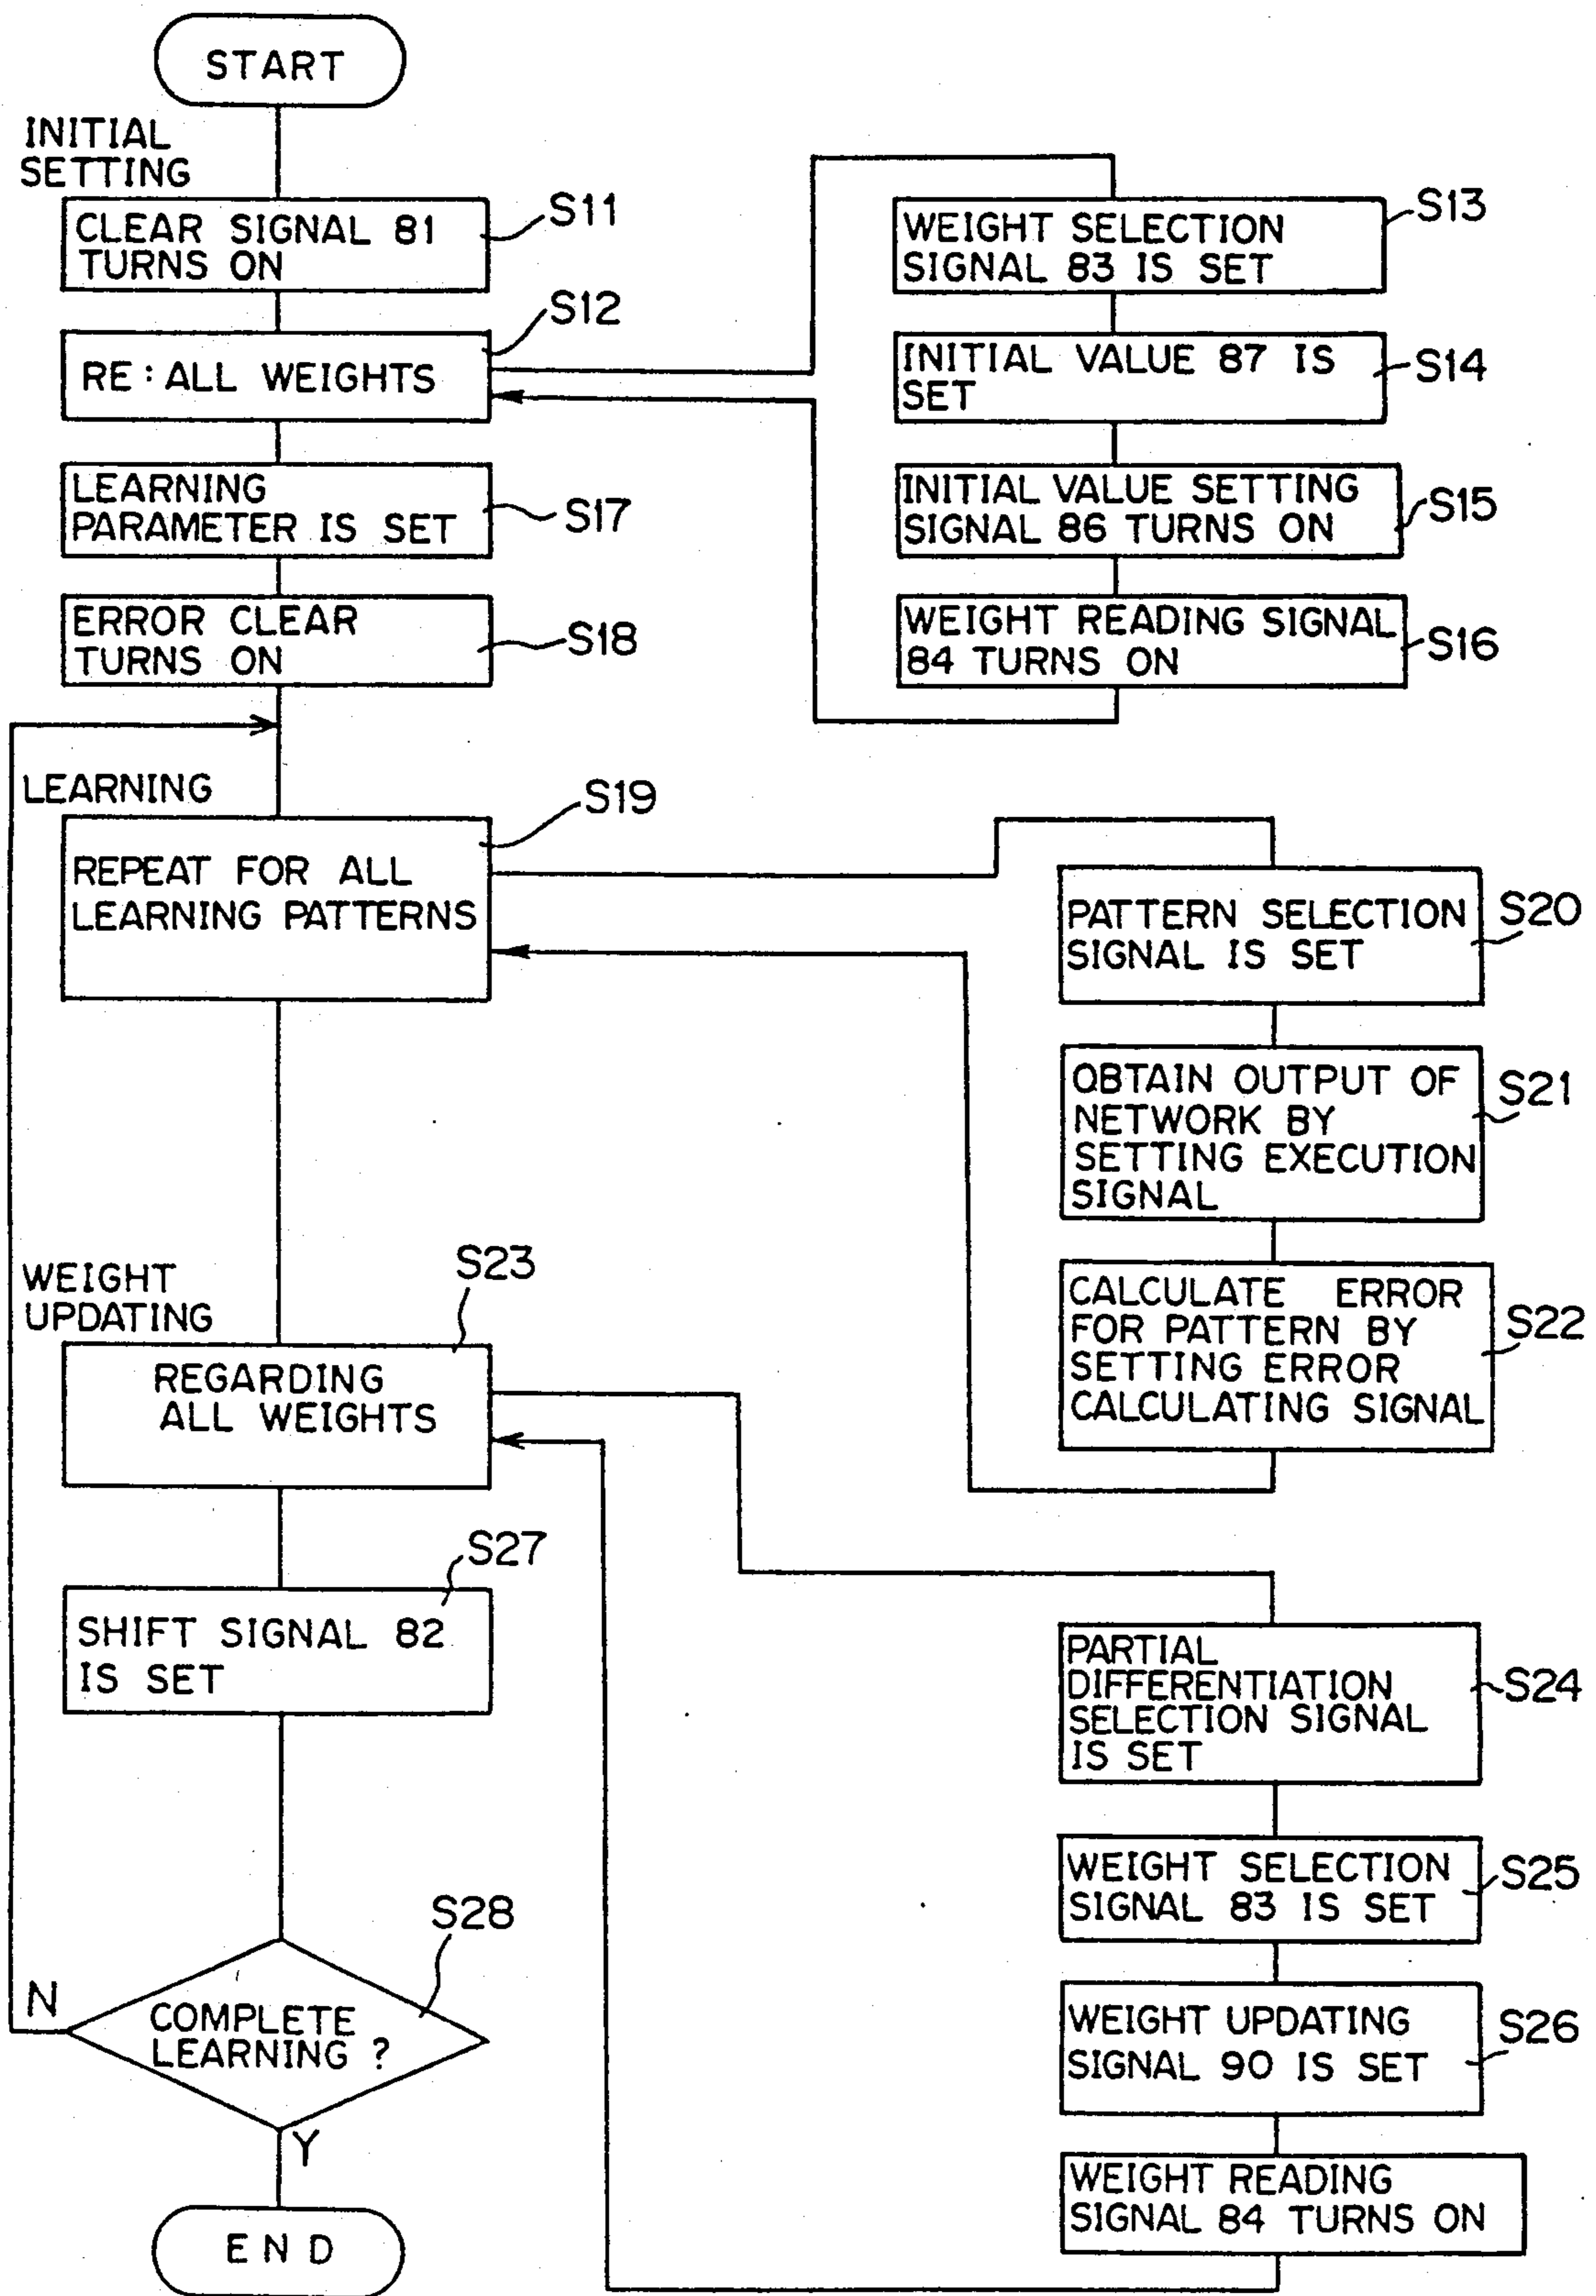 START
INITIAL
SETTING
CLEAR SIGNAL 81
TURNS ON
S11
RE : ALL WEIGHTS
S12
WEIGHT SELECTION
SIGNAL 83 IS SET
S13
INITIAL VALUE 87 IS
SET
S14
INITIAL VALUE SETTING
SIGNAL 86 TURNS ON
S15
WEIGHT READING SIGNAL
84 TURNS ON
S16
LEARNING
PARAMETER IS SET
S17
ERROR CLEAR
TURNS ON
S18
LEARNING
REPEAT FOR ALL
LEARNING PATTERNS
S19
PATTERN SELECTION
SIGNAL IS SET
S20
OBTAIN OUTPUT OF
NETWORK BY
SETTING EXECUTION
SIGNAL
S21
CALCULATE ERROR
FOR PATTERN BY
SETTING ERROR
CALCULATING SIGNAL
S22
WEIGHT
UPDATING
REGARDING
ALL WEIGHTS
S23
PARTIAL
DIFFERENTIATION
SELECTION SIGNAL
IS SET
S24
WEIGHT SELECTION
SIGNAL 83 IS SET
S25
WEIGHT UPDATING
SIGNAL 90 IS SET
S26
WEIGHT READING
SIGNAL 84 TURNS ON
SHIFT SIGNAL 82
IS SET
S27
COMPLETE
LEARNING ?
S28
N
Y
END